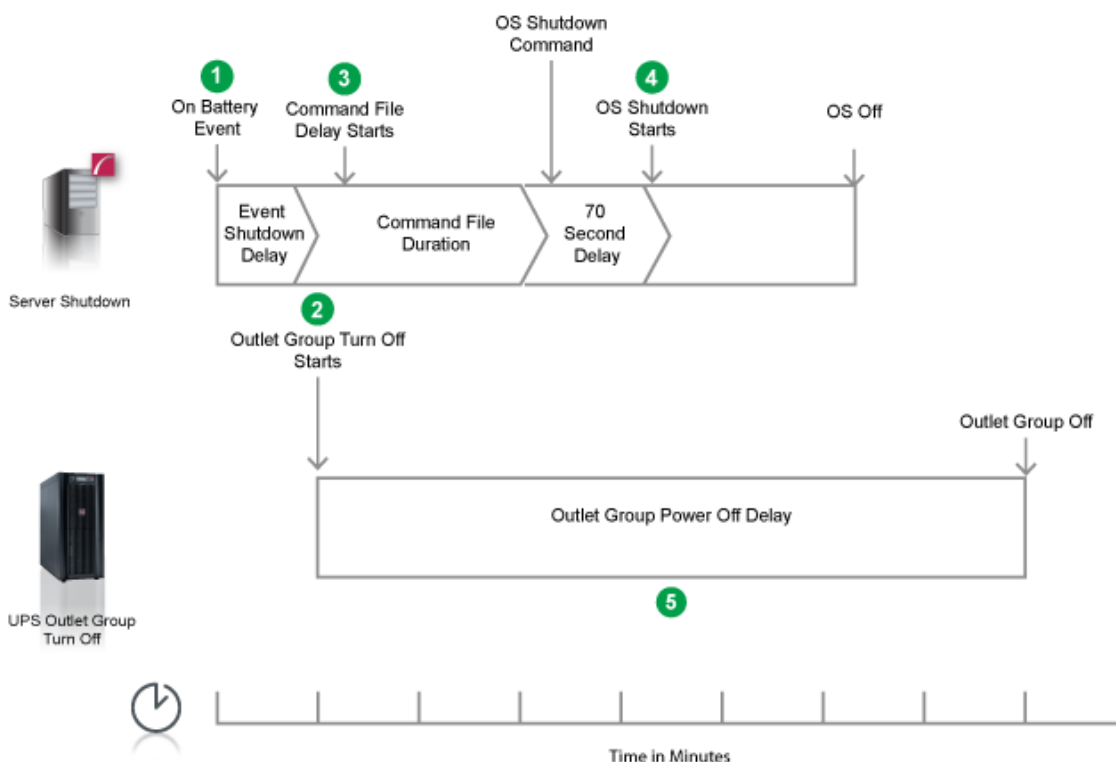 OS Shutdown
Command
1
3
4
On Battery
Event
Command File
Delay Starts
OS Shutdown
Starts
OS Off
Event
Shutdown
Delay
Command File
Duration
70
Second
Delay
Server Shutdown
2
Outlet Group Turn Off
Starts
Outlet Group Off
Outlet Group Power Off Delay
5
UPS Outlet Group
Turn Off
Time in Minutes